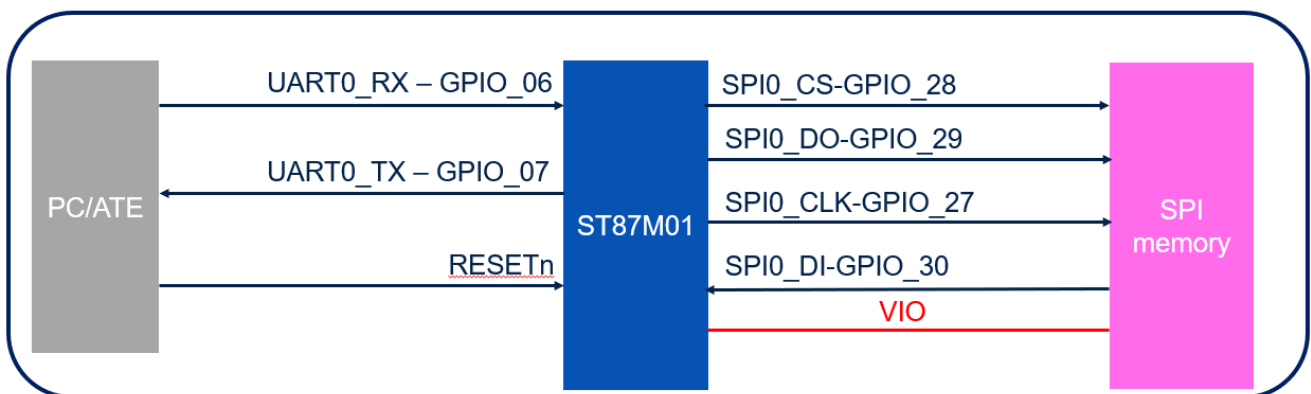 UART0_RX – GPIO_06
UART0_TX – GPIO_07
PC/ATE
RESETn
ST87M01
SPI0_CS-GPIO_28
SPI0_DO-GPIO_29
SPI0_CLK-GPIO_27
SPI0_DI-GPIO_30
VIO
SPI
memory